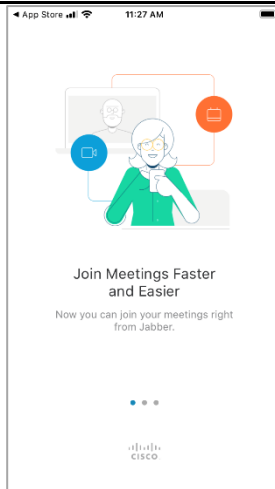 ◀ App Store 11:27 AM
Join Meetings Faster
and Easier
Now you can join your meetings right
from Jabber.
CISCO